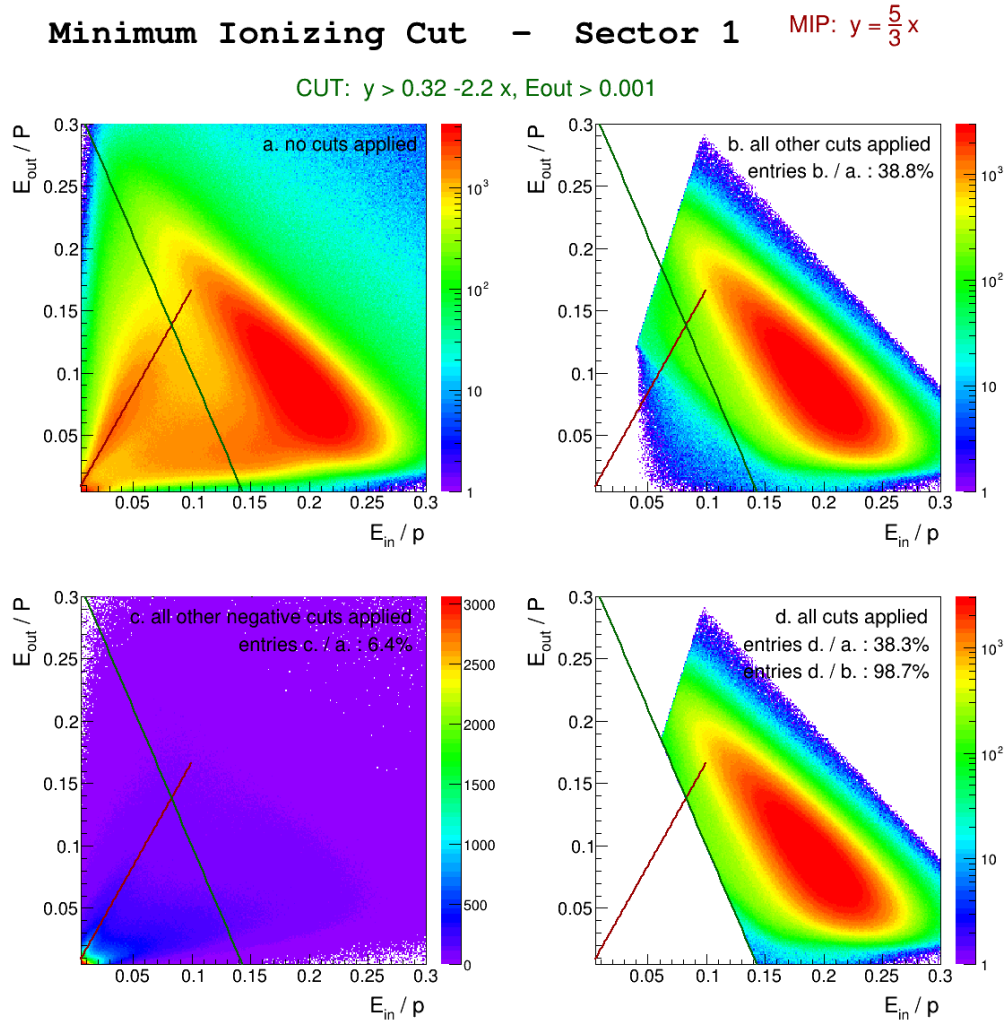 Minimum Ionizing Cut – Sector 1
MIP: y = 5/3 x
CUT: y > 0.32 -2.2 x, Eout > 0.001
E_out / P
0.3
0.25
0.2
0.15
0.1
0.05
a. no cuts applied
10^3
10^2
10
1
0.05 0.1 0.15 0.2 0.25 0.3
E_in / p
E_out / P
0.3
0.25
0.2
0.15
0.1
0.05
b. all other cuts applied
entries b. / a. : 38.8%
10^3
10^2
10
1
0.05 0.1 0.15 0.2 0.25 0.3
E_in / p
E_out / P
0.3
0.25
0.2
0.15
0.1
0.05
c. all other negative cuts applied
entries c. / a. : 6.4%
3000
2500
2000
1500
1000
500
0
0.05 0.1 0.15 0.2 0.25 0.3
E_in / p
E_out / P
0.3
0.25
0.2
0.15
0.1
0.05
d. all cuts applied
entries d. / a. : 38.3%
entries d. / b. : 98.7%
10^3
10^2
10
1
0.05 0.1 0.15 0.2 0.25 0.3
E_in / p